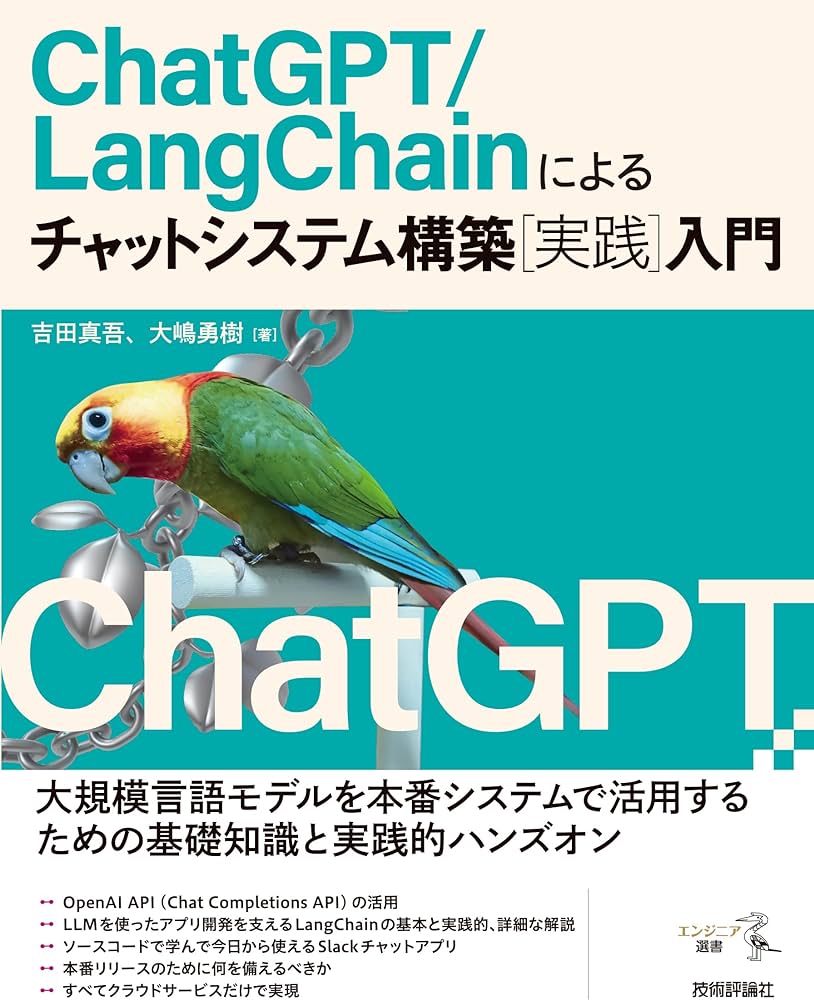 ChatGPT/
LangChainによる
チャットシステム構築[実践]入門
吉田真吾、大嶋勇樹[著]
ChatGPT
大規模言語モデルを本番システムで活用する
ための基礎知識と実践的ハンズオン
OpenAI API（Chat Completions API）の活用
LLMを使ったアプリ開発を支えるLangChainの基本と実践的、詳細な解説
ソースコードで学んで今日から使えるSlackチャットアプリ
本番リリースのために何を備えるべきか
すべてクラウドサービスだけで実現
エンジニア
選書
技術評論社